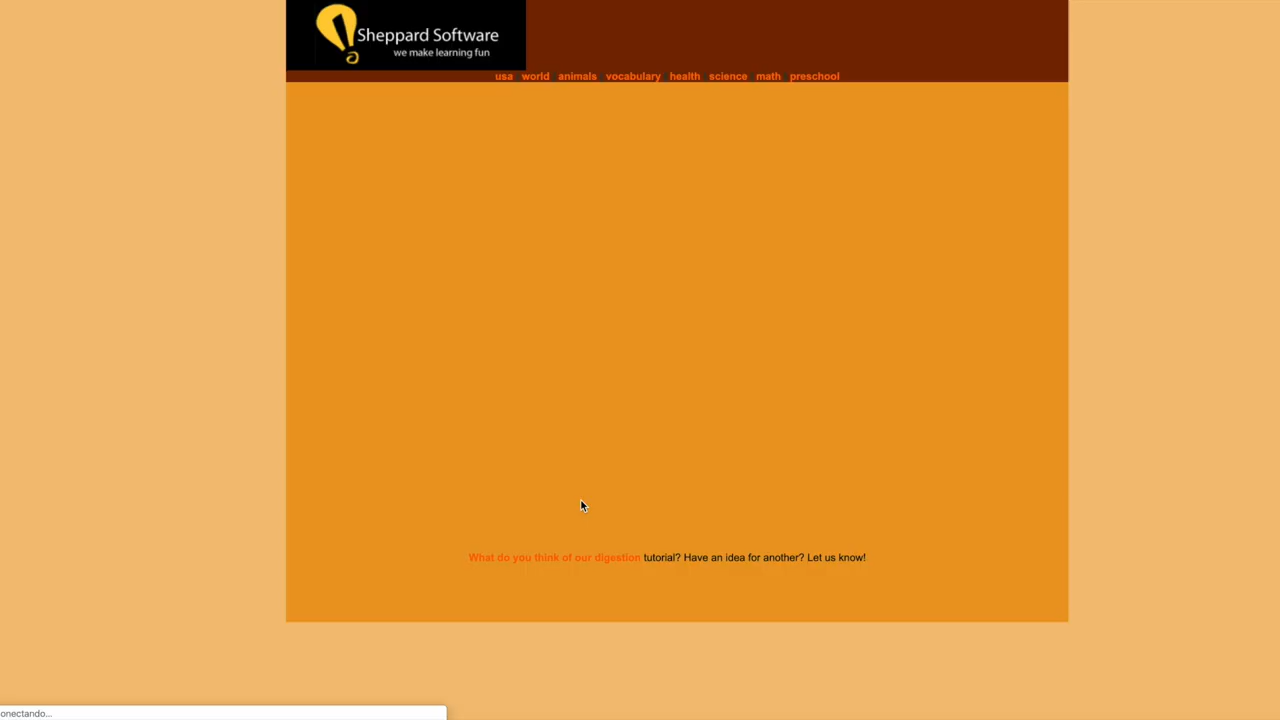 Sheppard Software
we make learning fun
usa world animals vocabulary health science math preschool
What do you think of our digestion tutorial? Have an idea for another? Let us know!
onectando...